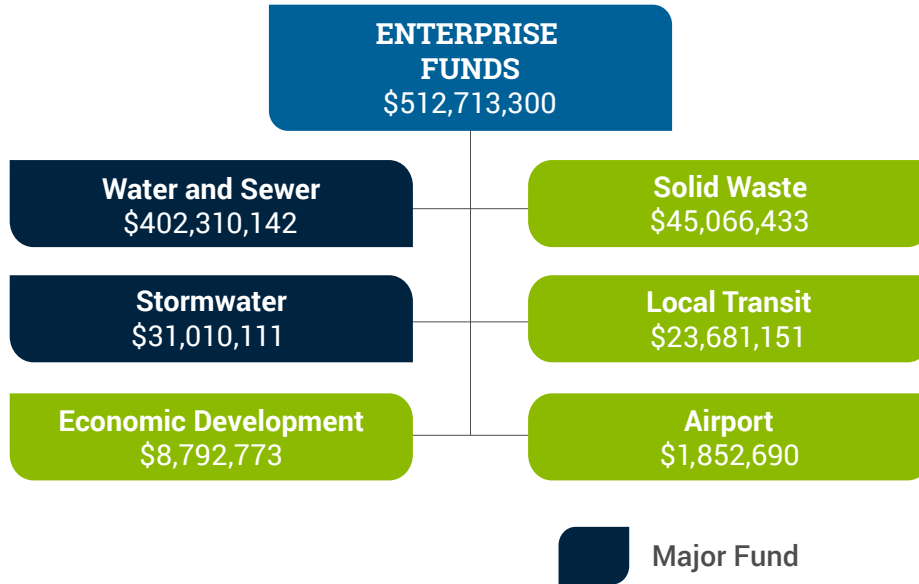 ENTERPRISE
FUNDS
$512,713,300
Water and Sewer
$402,310,142
Solid Waste
$45,066,433
Stormwater
$31,010,111
Local Transit
$23,681,151
Economic Development
$8,792,773
Airport
$1,852,690
Major Fund